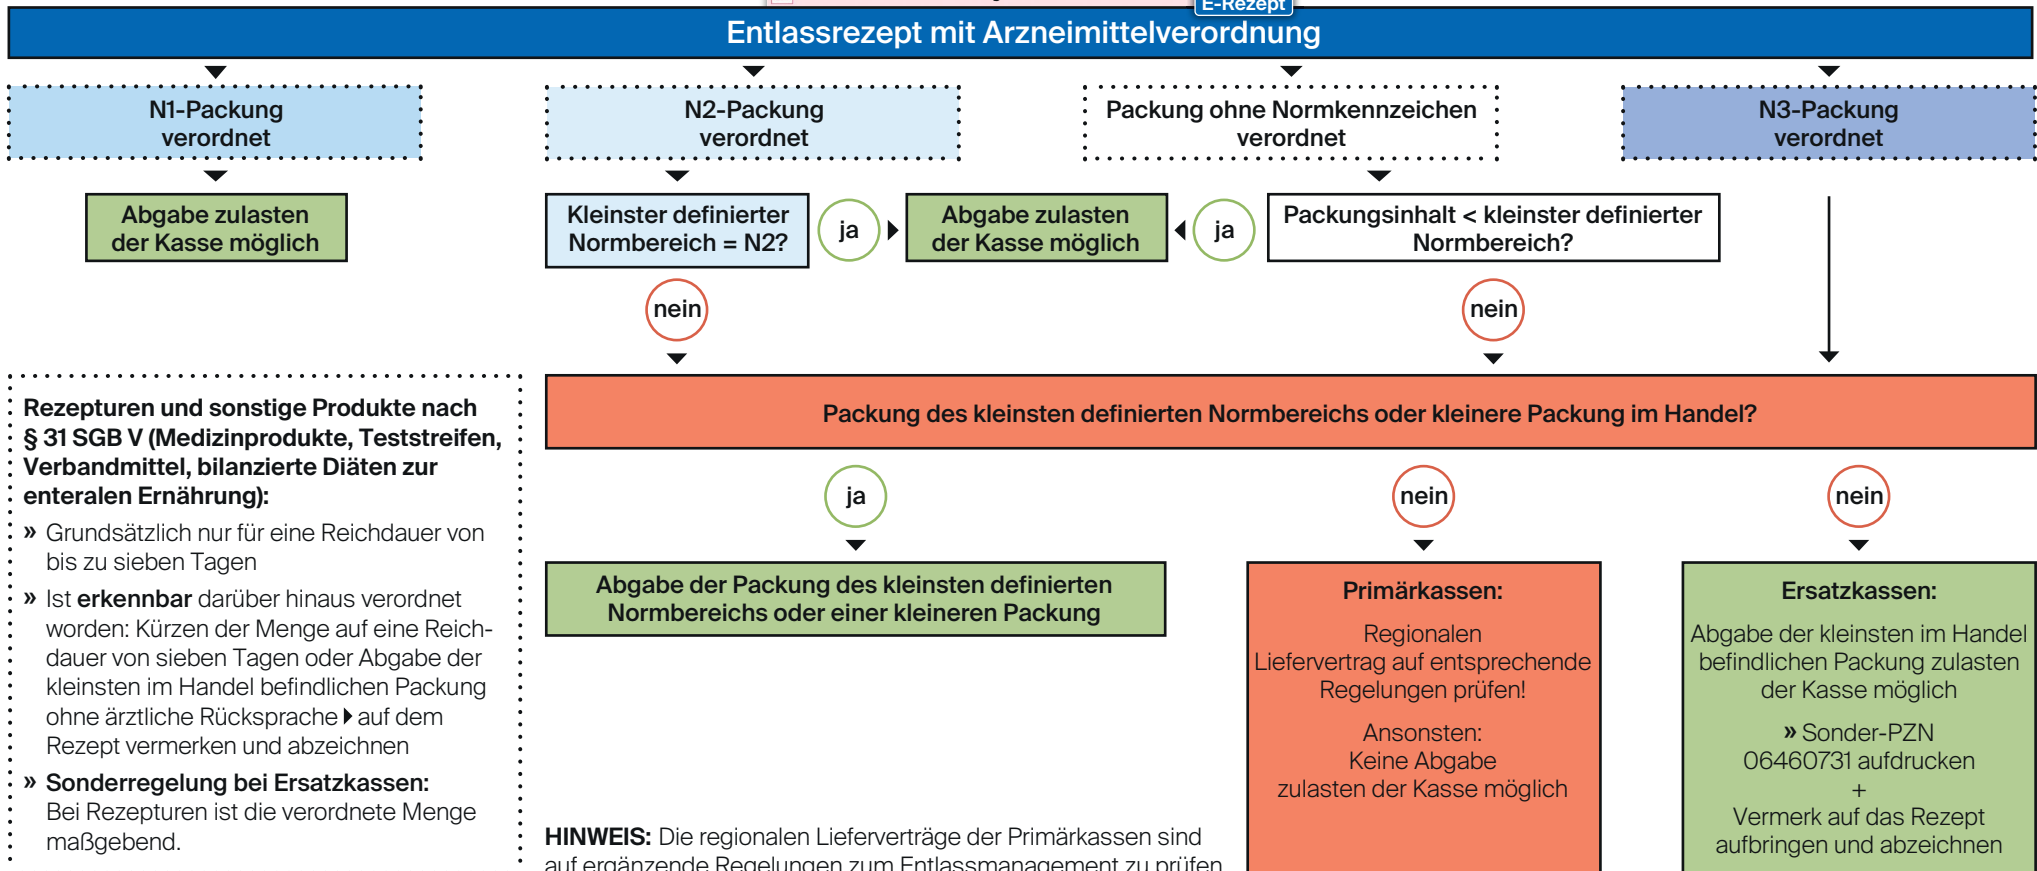 E-Rezept
Entlassrezept mit Arzneimittelverordnung
N1-Packung
verordnet
N2-Packung
verordnet
Packung ohne Normkennzeichen
verordnet
N3-Packung
verordnet
Abgabe zulasten
der Kasse möglich
Kleinster definierter
Normbereich = N2?
ja
Abgabe zulasten
der Kasse möglich
ja
Packungsinhalt < kleinster definierter
Normbereich?
nein
nein
Packung des kleinsten definierten Normbereichs oder kleinere Packung im Handel?
ja
nein
nein
Abgabe der Packung des kleinsten definierten
Normbereichs oder einer kleineren Packung
Primärkassen:
Regionalen
Liefervertrag auf entsprechende
Regelungen prüfen!
Ansonsten:
Keine Abgabe
zulasten der Kasse möglich
Ersatzkassen:
Abgabe der kleinsten im Handel
befindlichen Packung zulasten
der Kasse möglich
» Sonder-PZN
06460731 aufdrucken
+
Vermerk auf das Rezept
aufbringen und abzeichnen
Rezepturen und sonstige Produkte nach
§ 31 SGB V (Medizinprodukte, Teststreifen,
Verbandmittel, bilanzierte Diäten zur
enteralen Ernährung):
» Grundsätzlich nur für eine Reichdauer von
bis zu sieben Tagen
» Ist erkennbar darüber hinaus verordnet
worden: Kürzen der Menge auf eine Reich-
dauer von sieben Tagen oder Abgabe der
kleinsten im Handel befindlichen Packung
ohne ärztliche Rücksprache ▶ auf dem
Rezept vermerken und abzeichnen
» Sonderregelung bei Ersatzkassen:
Bei Rezepturen ist die verordnete Menge
maßgebend.
HINWEIS: Die regionalen Lieferverträge der Primärkassen sind
auf ergänzende Regelungen zum Entlassmanagement zu prüfen